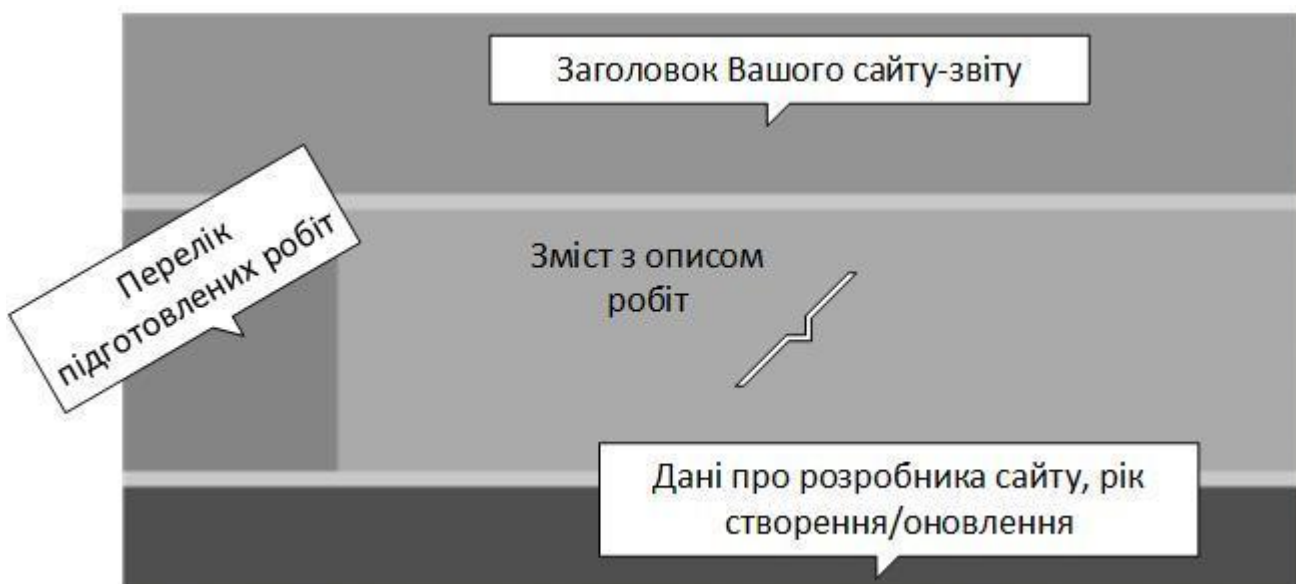 Заголовок Вашого сайту-звіту
Перелік
підготовлених робіт
Зміст з описом
робіт
Дані про розробника сайту, рік
створення/оновлення